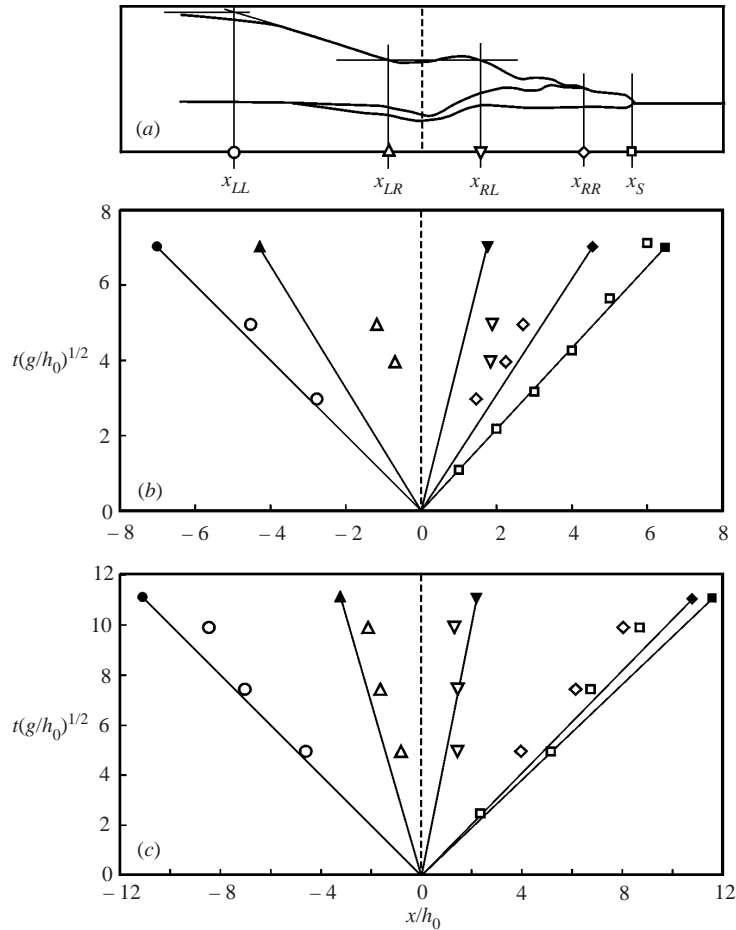 (a)
x_LL x_LR x_RL x_RR x_S
8
6
t(g/h_0)^1/2
4
2
(b)
0
– 8 – 6 – 4 – 2 0 2 4 6 8
12
10
8
t(g/h_0)^1/2
6
4
2
(c)
0
– 12 – 8 – 4 0 4 8 12
x/h_0